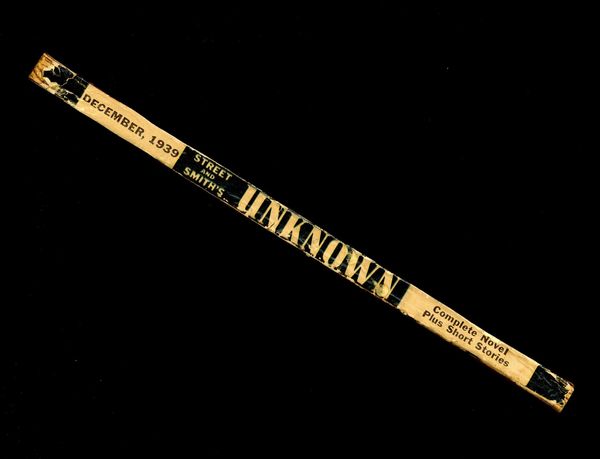 DECEMBER, 1939
STREET
AND
SMITH'S
UNKNOWN
Complete Novel
Plus Short Stories